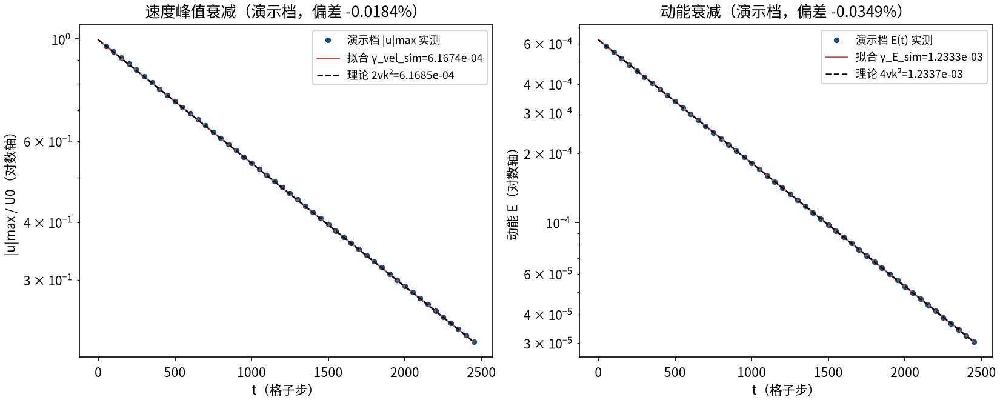 速度峰值衰减（演示档，偏差 -0.0184%）
10⁰
6 × 10⁻¹
4 × 10⁻¹
3 × 10⁻¹
|u|max / U0（对数轴）
演示档 |u|max 实测
拟合 γ_vel_sim=6.1674e-04
理论 2νk²=6.1685e-04
0 500 1000 1500 2000 2500
t（格子步）
动能衰减（演示档，偏差 -0.0349%）
6 × 10⁻⁴
4 × 10⁻⁴
3 × 10⁻⁴
2 × 10⁻⁴
10⁻⁴
6 × 10⁻⁵
4 × 10⁻⁵
3 × 10⁻⁵
动能 E（对数轴）
演示档 E(t) 实测
拟合 γ_E_sim=1.2333e-03
理论 4νk²=1.2337e-03
0 500 1000 1500 2000 2500
t（格子步）